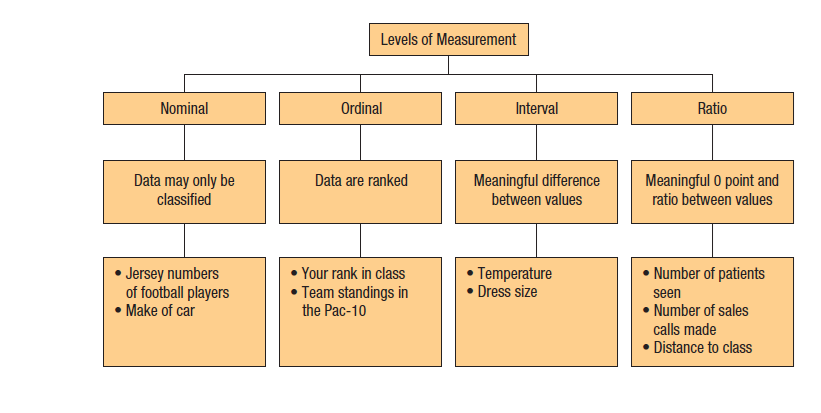 Levels of Measurement
Nominal
Ordinal
Interval
Ratio
Data may only be
classified
Data are ranked
Meaningful difference
between values
Meaningful 0 point and
ratio between values
• Jersey numbers
of football players
• Make of car
• Your rank in class
• Team standings in
the Pac-10
• Temperature
• Dress size
• Number of patients
seen
• Number of sales
calls made
• Distance to class